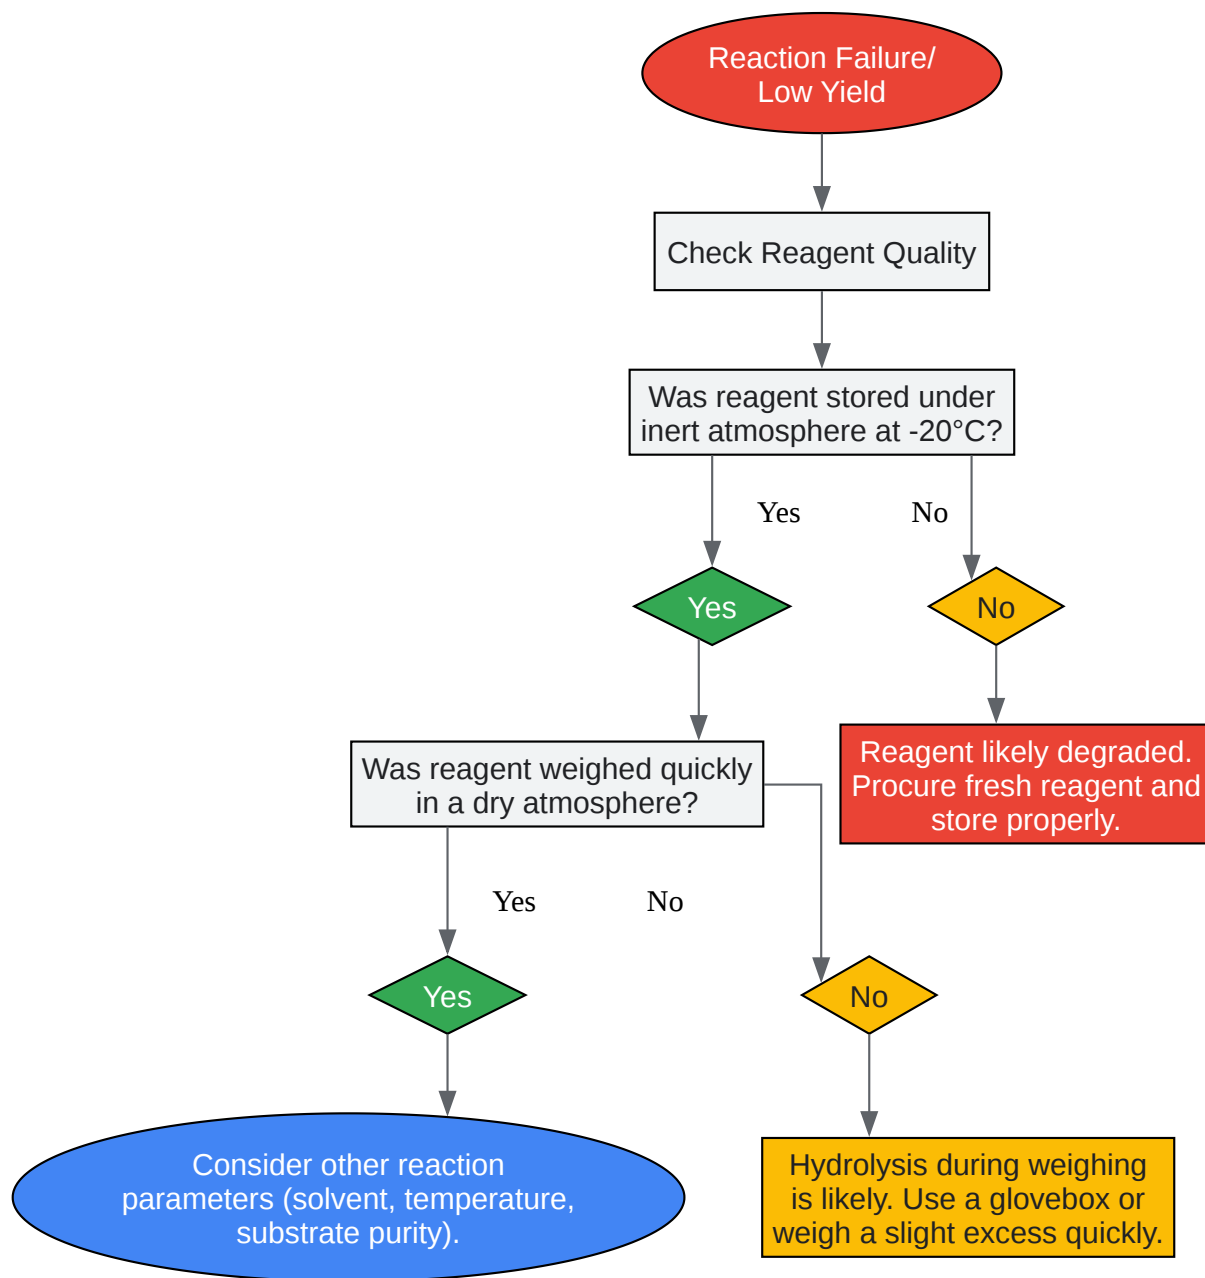 Reaction Failure/
Low Yield
Check Reagent Quality
Was reagent stored under
inert atmosphere at -20°C?
Yes
No
Yes
No
Reagent likely degraded.
Procure fresh reagent and
store properly.
Was reagent weighed quickly
in a dry atmosphere?
Yes
No
Yes
No
Consider other reaction
parameters (solvent, temperature,
substrate purity).
Hydrolysis during weighing
is likely. Use a glovebox or
weigh a slight excess quickly.